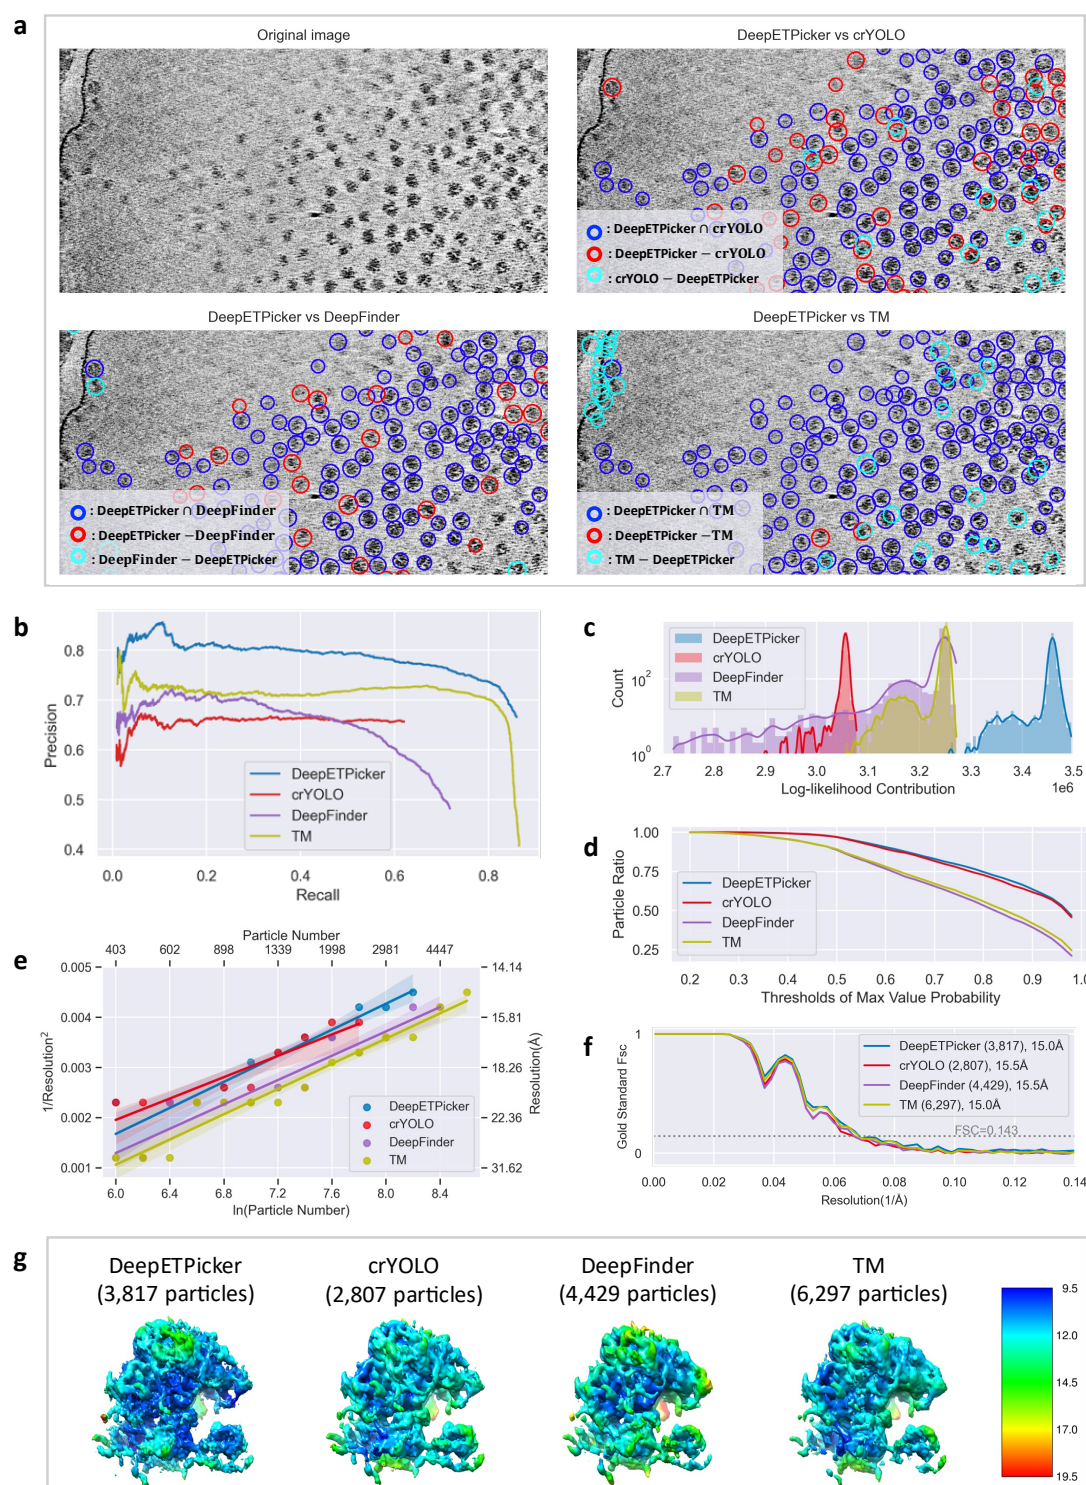 a
Original image
DeepETPicker vs crYOLO
: DeepETPicker ∩ crYOLO
: DeepETPicker − crYOLO
: crYOLO − DeepETPicker
DeepETPicker vs DeepFinder
DeepETPicker vs TM
: DeepETPicker ∩ DeepFinder
: DeepETPicker −DeepFinder
: DeepFinder − DeepETPicker
: DeepETPicker ∩ TM
: DeepETPicker −TM
: TM − DeepETPicker
b
0.8
0.7
0.6
0.5
0.4
Precision
DeepETPicker
crYOLO
DeepFinder
TM
0.0 0.2 0.4 0.6 0.8
Recall
c
Count
10²
10⁰
DeepETPicker
crYOLO
DeepFinder
TM
2.7 2.8 2.9 3.0 3.1 3.2 3.3 3.4 3.5
Log-likelihood Contribution
1e6
d
Particle Ratio
1.00
0.75
0.50
0.25
DeepETPicker
crYOLO
DeepFinder
TM
0.2 0.3 0.4 0.5 0.6 0.7 0.8 0.9 1.0
Thresholds of Max Value Probability
e
Particle Number
403 602 898 1339 1998 2981 4447
0.005
0.004
0.003
0.002
0.001
1/Resolution²
14.14
15.81
18.26
22.36
31.62
Resolution(Å)
DeepETPicker
crYOLO
DeepFinder
TM
6.0 6.4 6.8 7.2 7.6 8.0 8.4
ln(Particle Number)
f
Gold Standard Fsc
1
0
DeepETPicker (3,817), 15.0Å
crYOLO (2,807), 15.5Å
DeepFinder (4,429), 15.5Å
TM (6,297), 15.0Å
FSC=0.143
0.00 0.02 0.04 0.06 0.08 0.10 0.12 0.14
Resolution(1/Å)
g
DeepETPicker
(3,817 particles)
crYOLO
(2,807 particles)
DeepFinder
(4,429 particles)
TM
(6,297 particles)
9.5
12.0
14.5
17.0
19.5